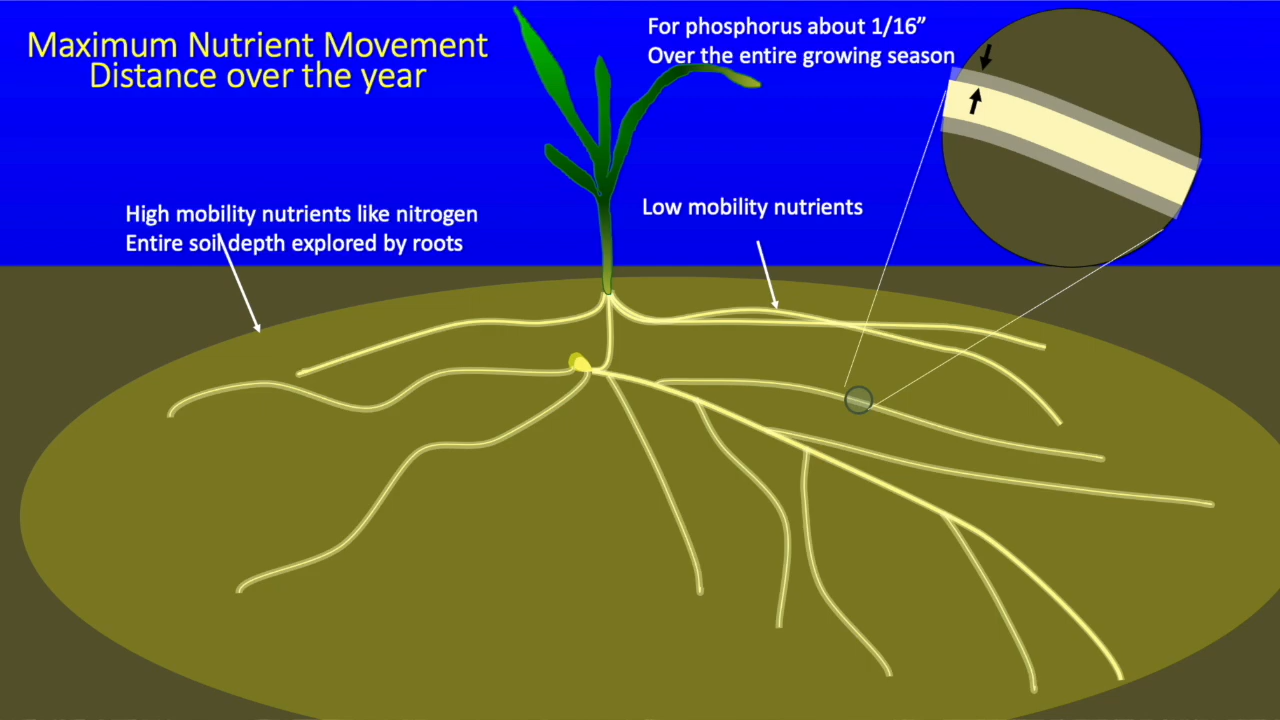 Maximum Nutrient Movement
Distance over the year
For phosphorus about 1/16”
Over the entire growing season
High mobility nutrients like nitrogen
Entire soil depth explored by roots
Low mobility nutrients